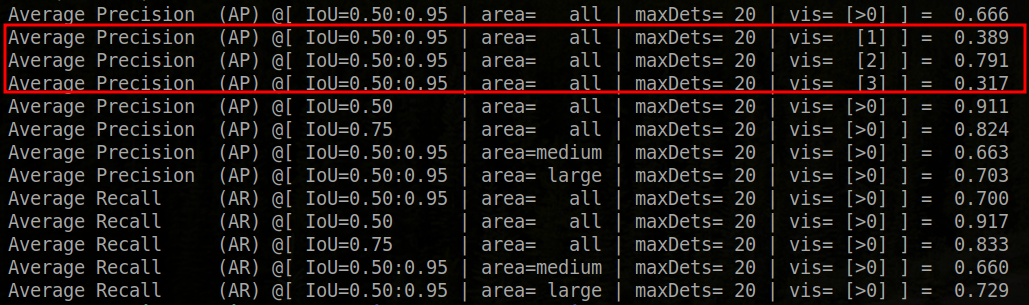 Average Precision  (AP) @[ IoU=0.50:0.95 | area=   all | maxDets= 20 | vis= [>0] ] =  0.666
Average Precision  (AP) @[ IoU=0.50:0.95 | area=   all | maxDets= 20 | vis=  [1] ] =  0.389
Average Precision  (AP) @[ IoU=0.50:0.95 | area=   all | maxDets= 20 | vis=  [2] ] =  0.791
Average Precision  (AP) @[ IoU=0.50:0.95 | area=   all | maxDets= 20 | vis=  [3] ] =  0.317
Average Precision  (AP) @[ IoU=0.50      | area=   all | maxDets= 20 | vis= [>0] ] =  0.911
Average Precision  (AP) @[ IoU=0.75      | area=   all | maxDets= 20 | vis= [>0] ] =  0.824
Average Precision  (AP) @[ IoU=0.50:0.95 | area=medium | maxDets= 20 | vis= [>0] ] =  0.663
Average Precision  (AP) @[ IoU=0.50:0.95 | area= large | maxDets= 20 | vis= [>0] ] =  0.703
Average Recall     (AR) @[ IoU=0.50:0.95 | area=   all | maxDets= 20 | vis= [>0] ] =  0.700
Average Recall     (AR) @[ IoU=0.50      | area=   all | maxDets= 20 | vis= [>0] ] =  0.917
Average Recall     (AR) @[ IoU=0.75      | area=   all | maxDets= 20 | vis= [>0] ] =  0.833
Average Recall     (AR) @[ IoU=0.50:0.95 | area=medium | maxDets= 20 | vis= [>0] ] =  0.660
Average Recall     (AR) @[ IoU=0.50:0.95 | area= large | maxDets= 20 | vis= [>0] ] =  0.729